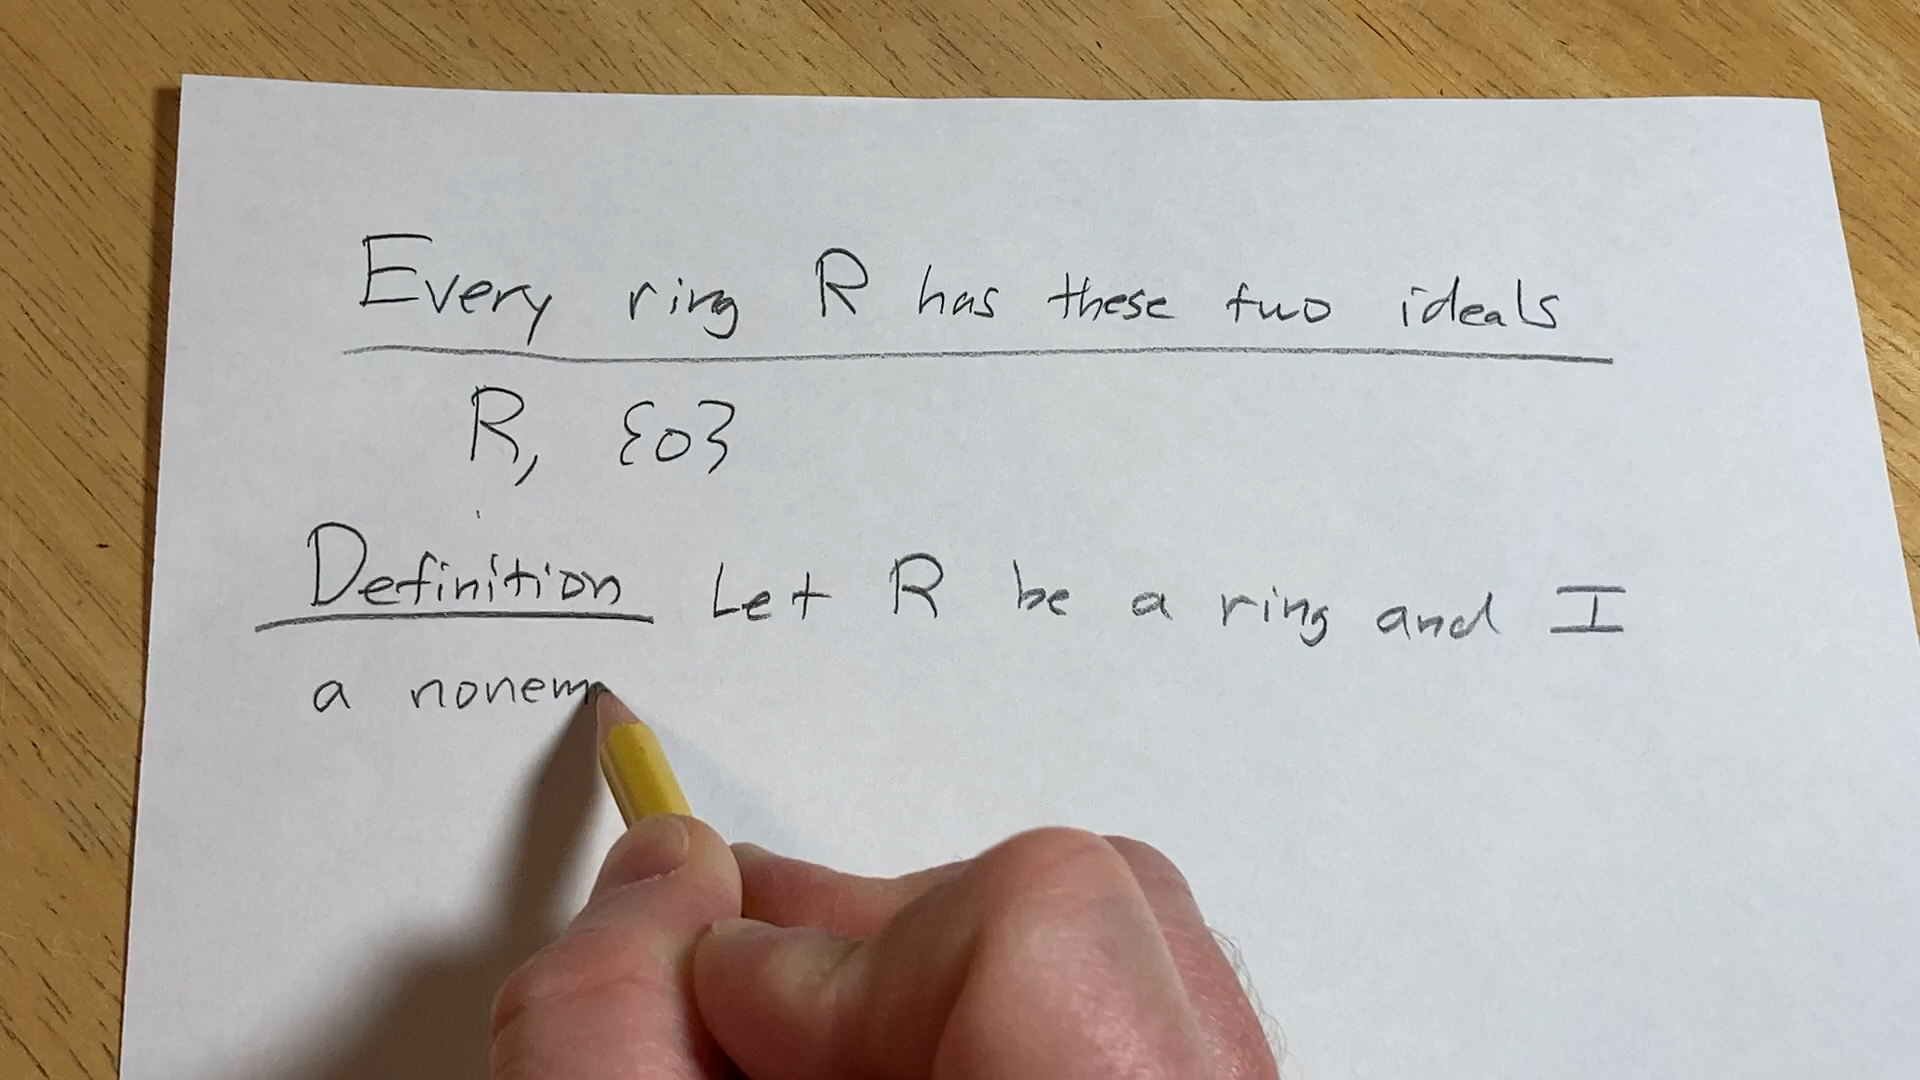 Every ring R has these two ideals
R, {0}
Definition Let R be a ring and I
a nonem